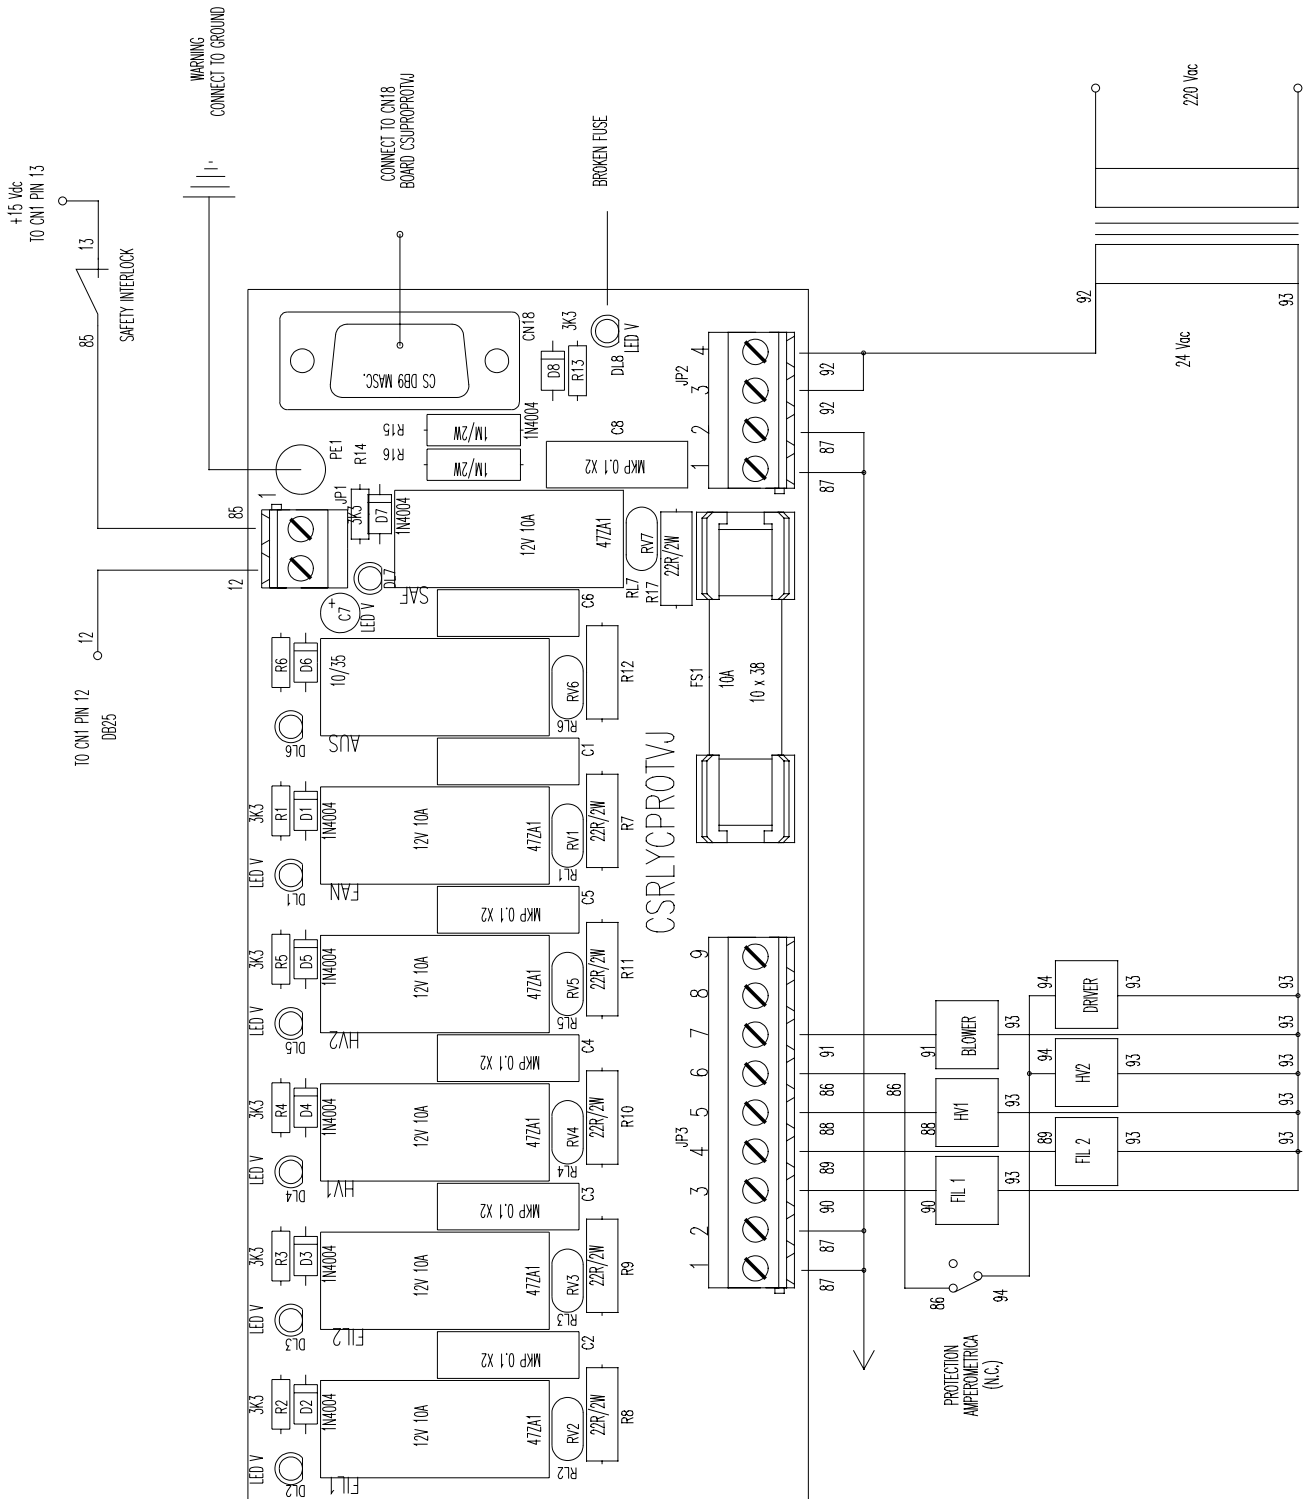 WARNING
CONNECT TO GROUND
+15 Vdc
TO CN1 PIN 13
13
SAFETY INTERLOCK
85
85
12
12
TO CN1 PIN 12
DB25
CONNECT TO CN18
BOARD CSUPROPROTVJ
BROKEN FUSE
CN18
CS DB9 MASC.
3K3
D8
R13
DL8
LED V
1N4004
R15
1M/2W
R16
1M/2W
C8
MKP 0.1 X2
PE1
R14
JP1
1
3K3
D7
1N4004
DL7
LED V
C7
+
SAF
12V 10A
47ZA1
RV7
RL7
R17
22R/2W
C6
R6
D6
10/35
DL6
AUS
RV6
RL6
R12
C1
3K3
R1
D1
1N4004
LED V
DL1
FAN
12V 10A
47ZA1
RV1
RL1
22R/2W
R7
C5
MKP 0.1 X2
3K3
R5
D5
1N4004
LED V
DL5
HV2
12V 10A
47ZA1
RV5
RL5
22R/2W
R11
C4
MKP 0.1 X2
3K3
R4
D4
1N4004
LED V
DL4
HV1
12V 10A
47ZA1
RV4
RL4
22R/2W
R10
C3
MKP 0.1 X2
3K3
R3
D3
1N4004
LED V
DL3
FIL2
12V 10A
47ZA1
RV3
RL3
22R/2W
R9
C2
MKP 0.1 X2
3K3
R2
D2
1N4004
LED V
DL2
FIL1
12V 10A
47ZA1
RV2
RL2
22R/2W
R8
CSRLYCPROTVJ
FS1
10A
10 x 38
JP2
1 2 3 4
87 87 92 92
JP3
1 2 3 4 5 6 7 8 9
87 87 90 89 88 86 91
220 Vac
24 Vac
92
93
91
BLOWER
93
94
DRIVER
93
93
93
88
HV1
93
94
HV2
93
93
93
90
FIL 1
93
89
FIL 2
93
93
86
86
94
PROTECTION
AMPEROMETRICA
(N.C.)